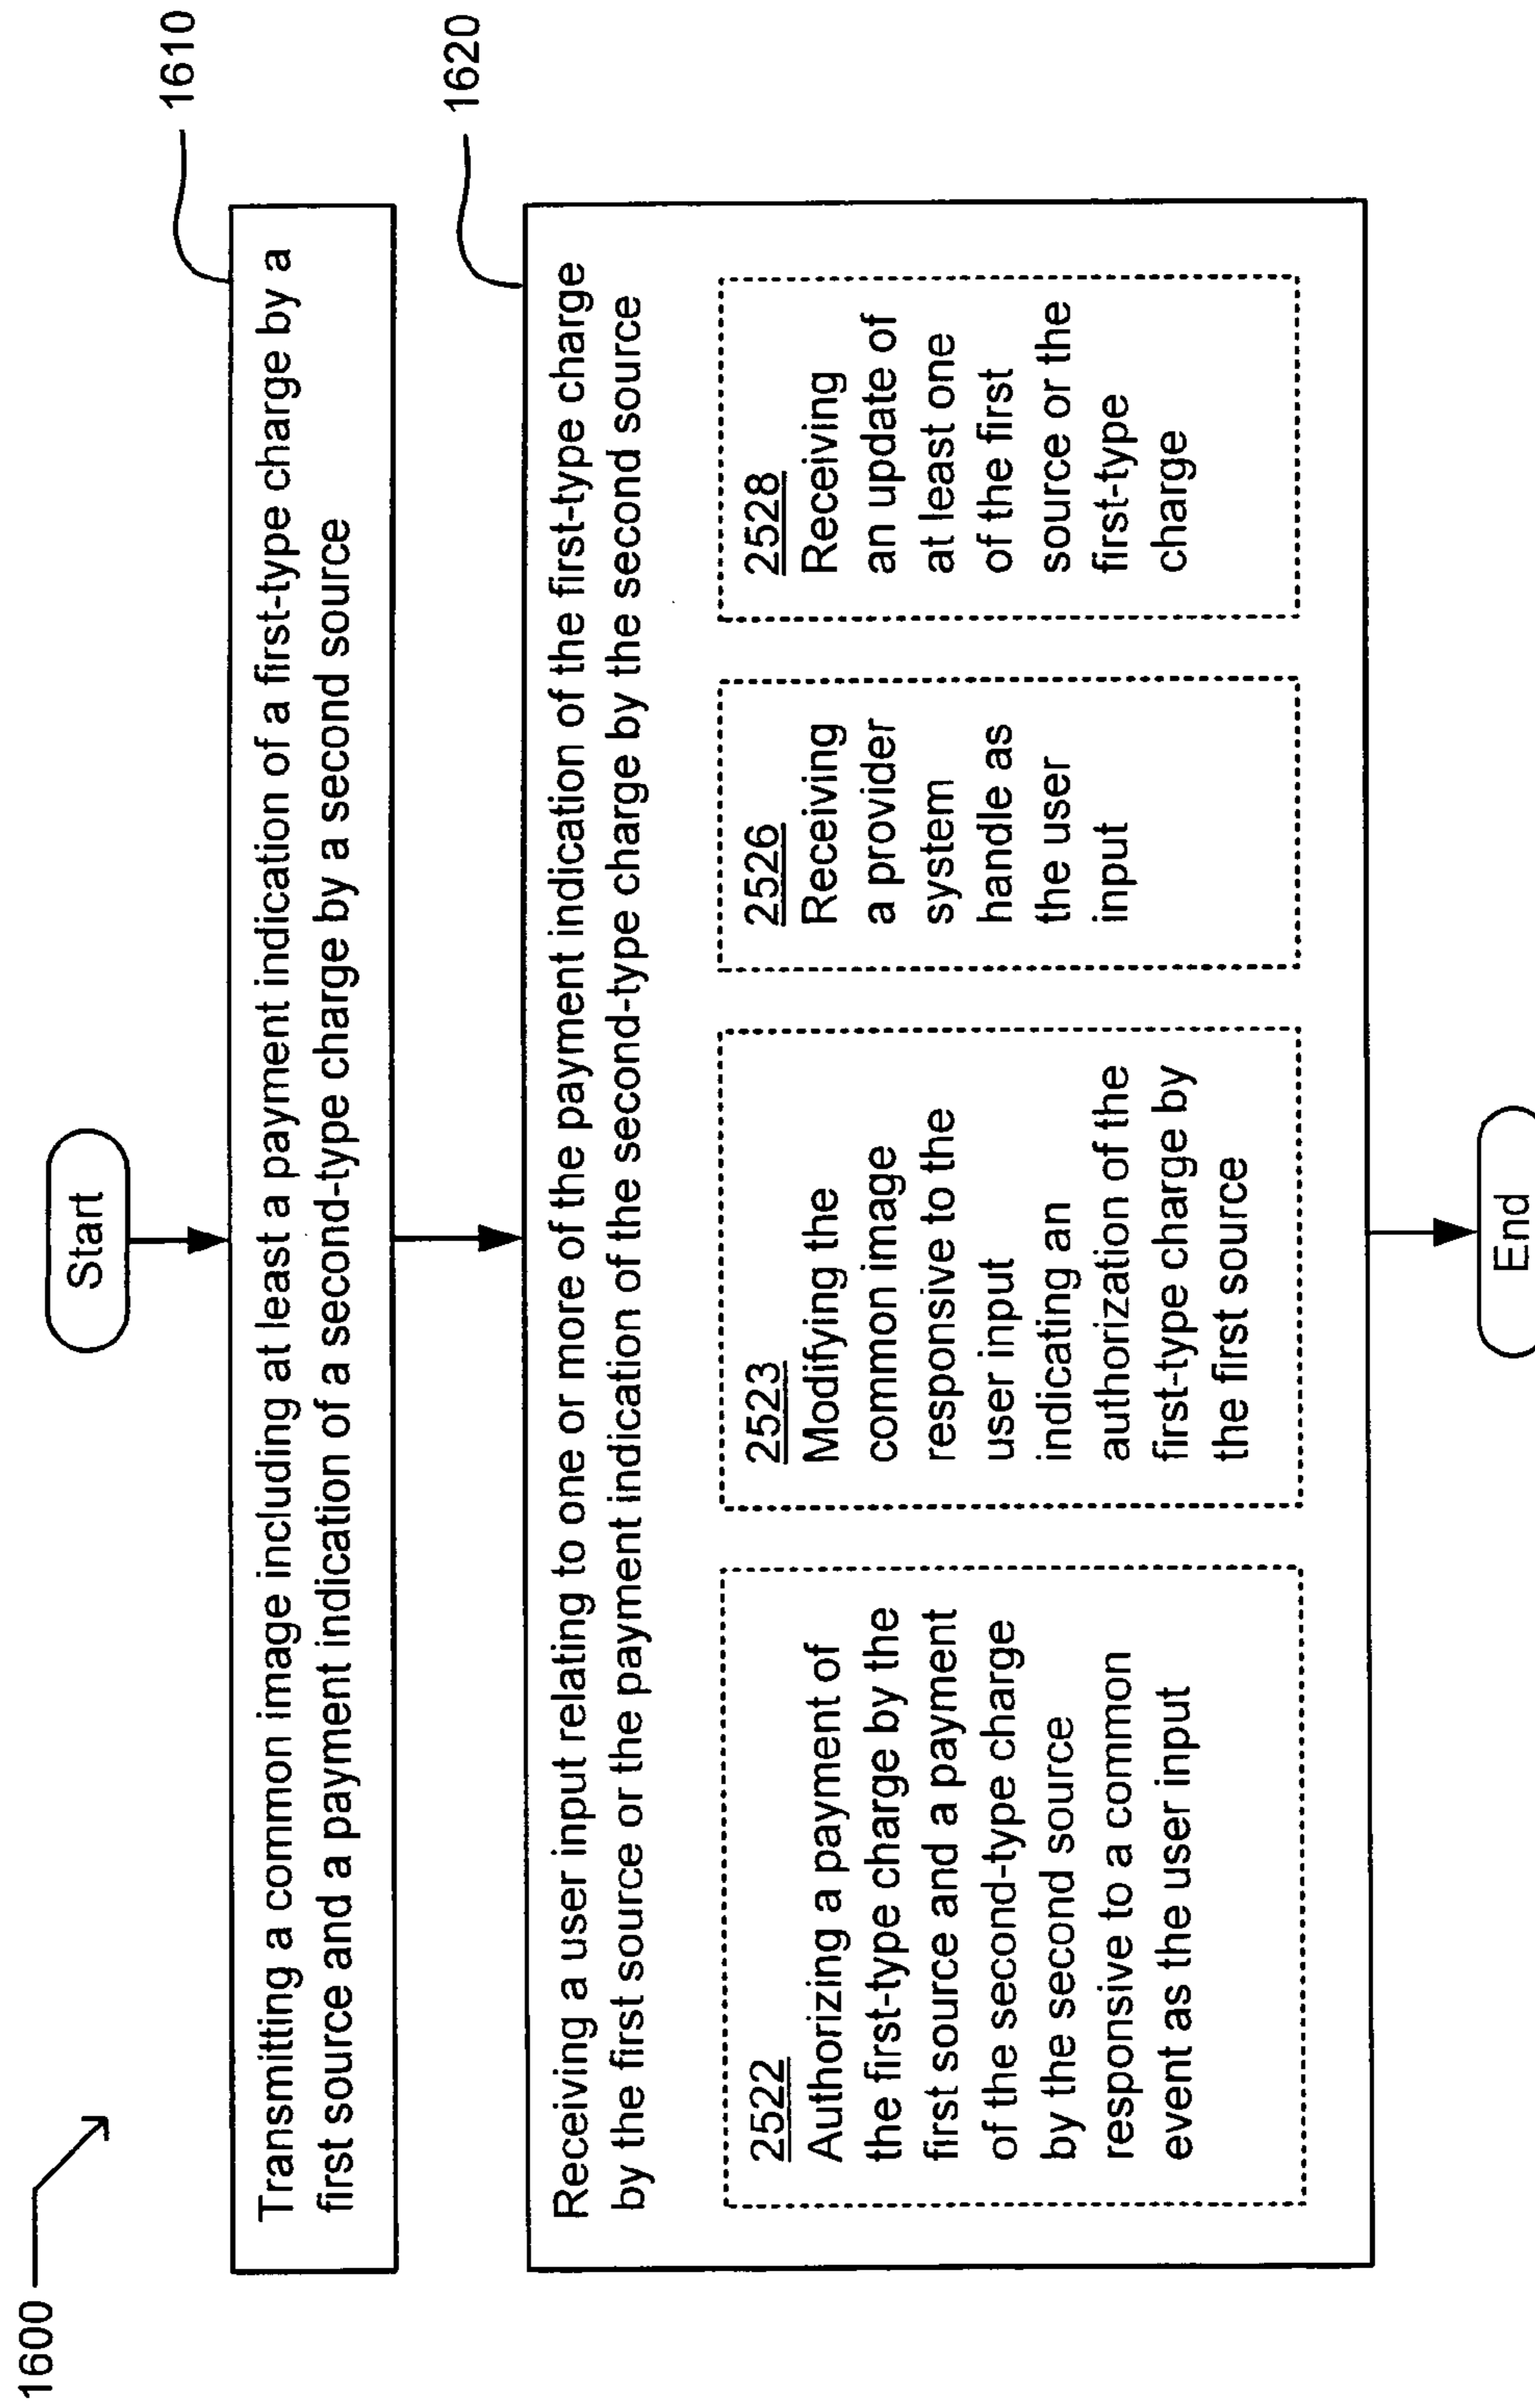 1600
Start
1610
Transmitting a common image including at least a payment indication of a first-type charge by a
first source and a payment indication of a second-type charge by a second source
1620
Receiving a user input relating to one or more of the payment indication of the first-type charge
by the first source or the payment indication of the second-type charge by the second source
2522
Authorizing a payment of
the first-type charge by the
first source and a payment
of the second-type charge
by the second source
responsive to a common
event as the user input
2523
Modifying the
common image
responsive to the
user input
indicating an
authorization of the
first-type charge by
the first source
2526
Receiving
a provider
system
handle as
the user
input
2528
Receiving
an update of
at least one
of the first
source or the
first-type
charge
End